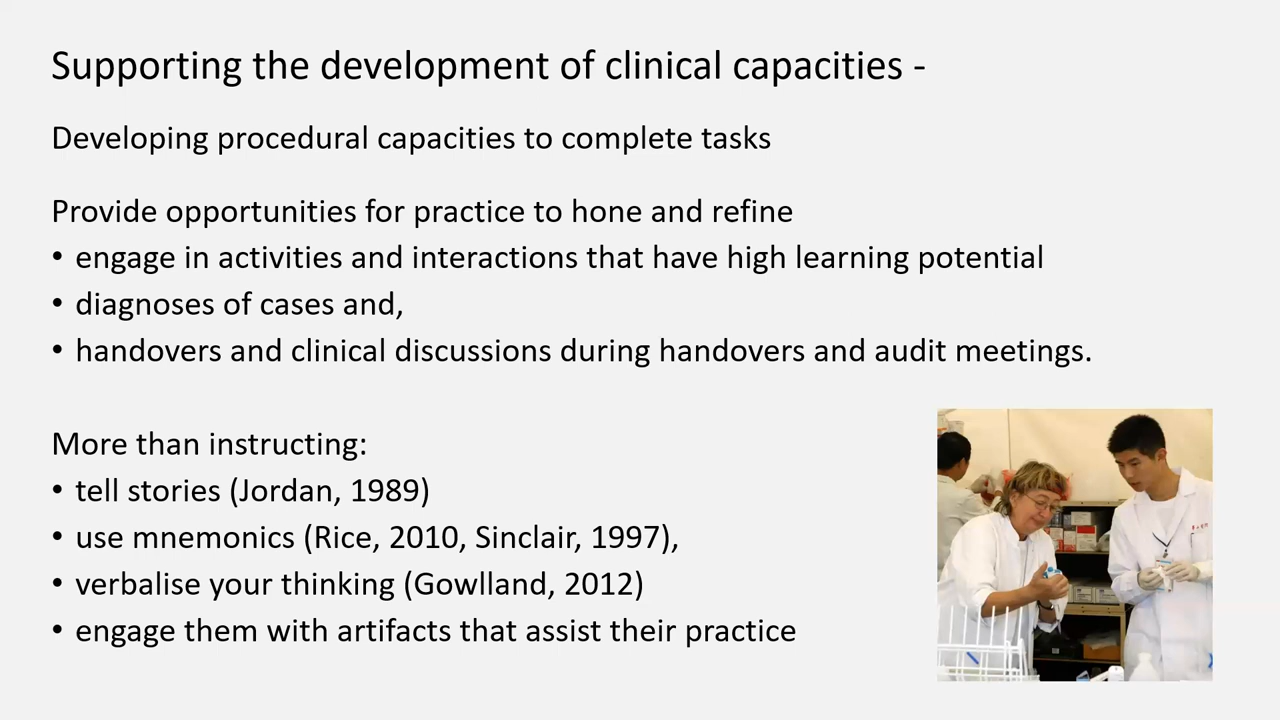 Supporting the development of clinical capacities -
Developing procedural capacities to complete tasks
Provide opportunities for practice to hone and refine
• engage in activities and interactions that have high learning potential
• diagnoses of cases and,
• handovers and clinical discussions during handovers and audit meetings.
More than instructing:
• tell stories (Jordan, 1989)
• use mnemonics (Rice, 2010, Sinclair, 1997),
• verbalise your thinking (Gowlland, 2012)
• engage them with artifacts that assist their practice